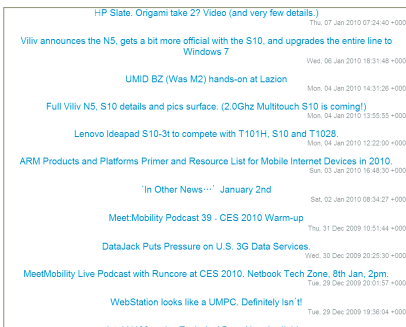 HP Slate. Origami take 2? Video (and very few details.)
Thu, 07 Jan 2010 07:24:40 +000
Viliv announces the N5, gets a bit more official with the S10, and upgrades the entire line to
Windows 7
Wed, 06 Jan 2010 18:31:48 +000
UMID BZ (Was M2) hands-on at Lazion
Mon, 04 Jan 2010 14:31:26 +000
Full Viliv N5, S10 details and pics surface. (2.0Ghz Multitouch S10 is coming!)
Mon, 04 Jan 2010 13:55:55 +000
Lenovo Ideapad S10-3t to compete with T101H, S10 and T1028.
Mon, 04 Jan 2010 12:22:00 +000
ARM Products and Platforms Primer and Resource List for Mobile Internet Devices in 2010.
Sun, 03 Jan 2010 16:48:30 +000
´In Other News···´ January 2nd
Sat, 02 Jan 2010 08:34:27 +000
Meet:Mobility Podcast 39 - CES 2010 Warm-up
Thu, 31 Dec 2009 10:51:44 +000
DataJack Puts Pressure on U.S. 3G Data Services.
Wed, 30 Dec 2009 20:25:30 +000
MeetMobility Live Podcast with Runcore at CES 2010. Netbook Tech Zone, 8th Jan, 2pm.
Tue, 29 Dec 2009 20:01:57 +000
WebStation looks like a UMPC. Definitely Isn´t!
Tue, 29 Dec 2009 19:36:04 +000